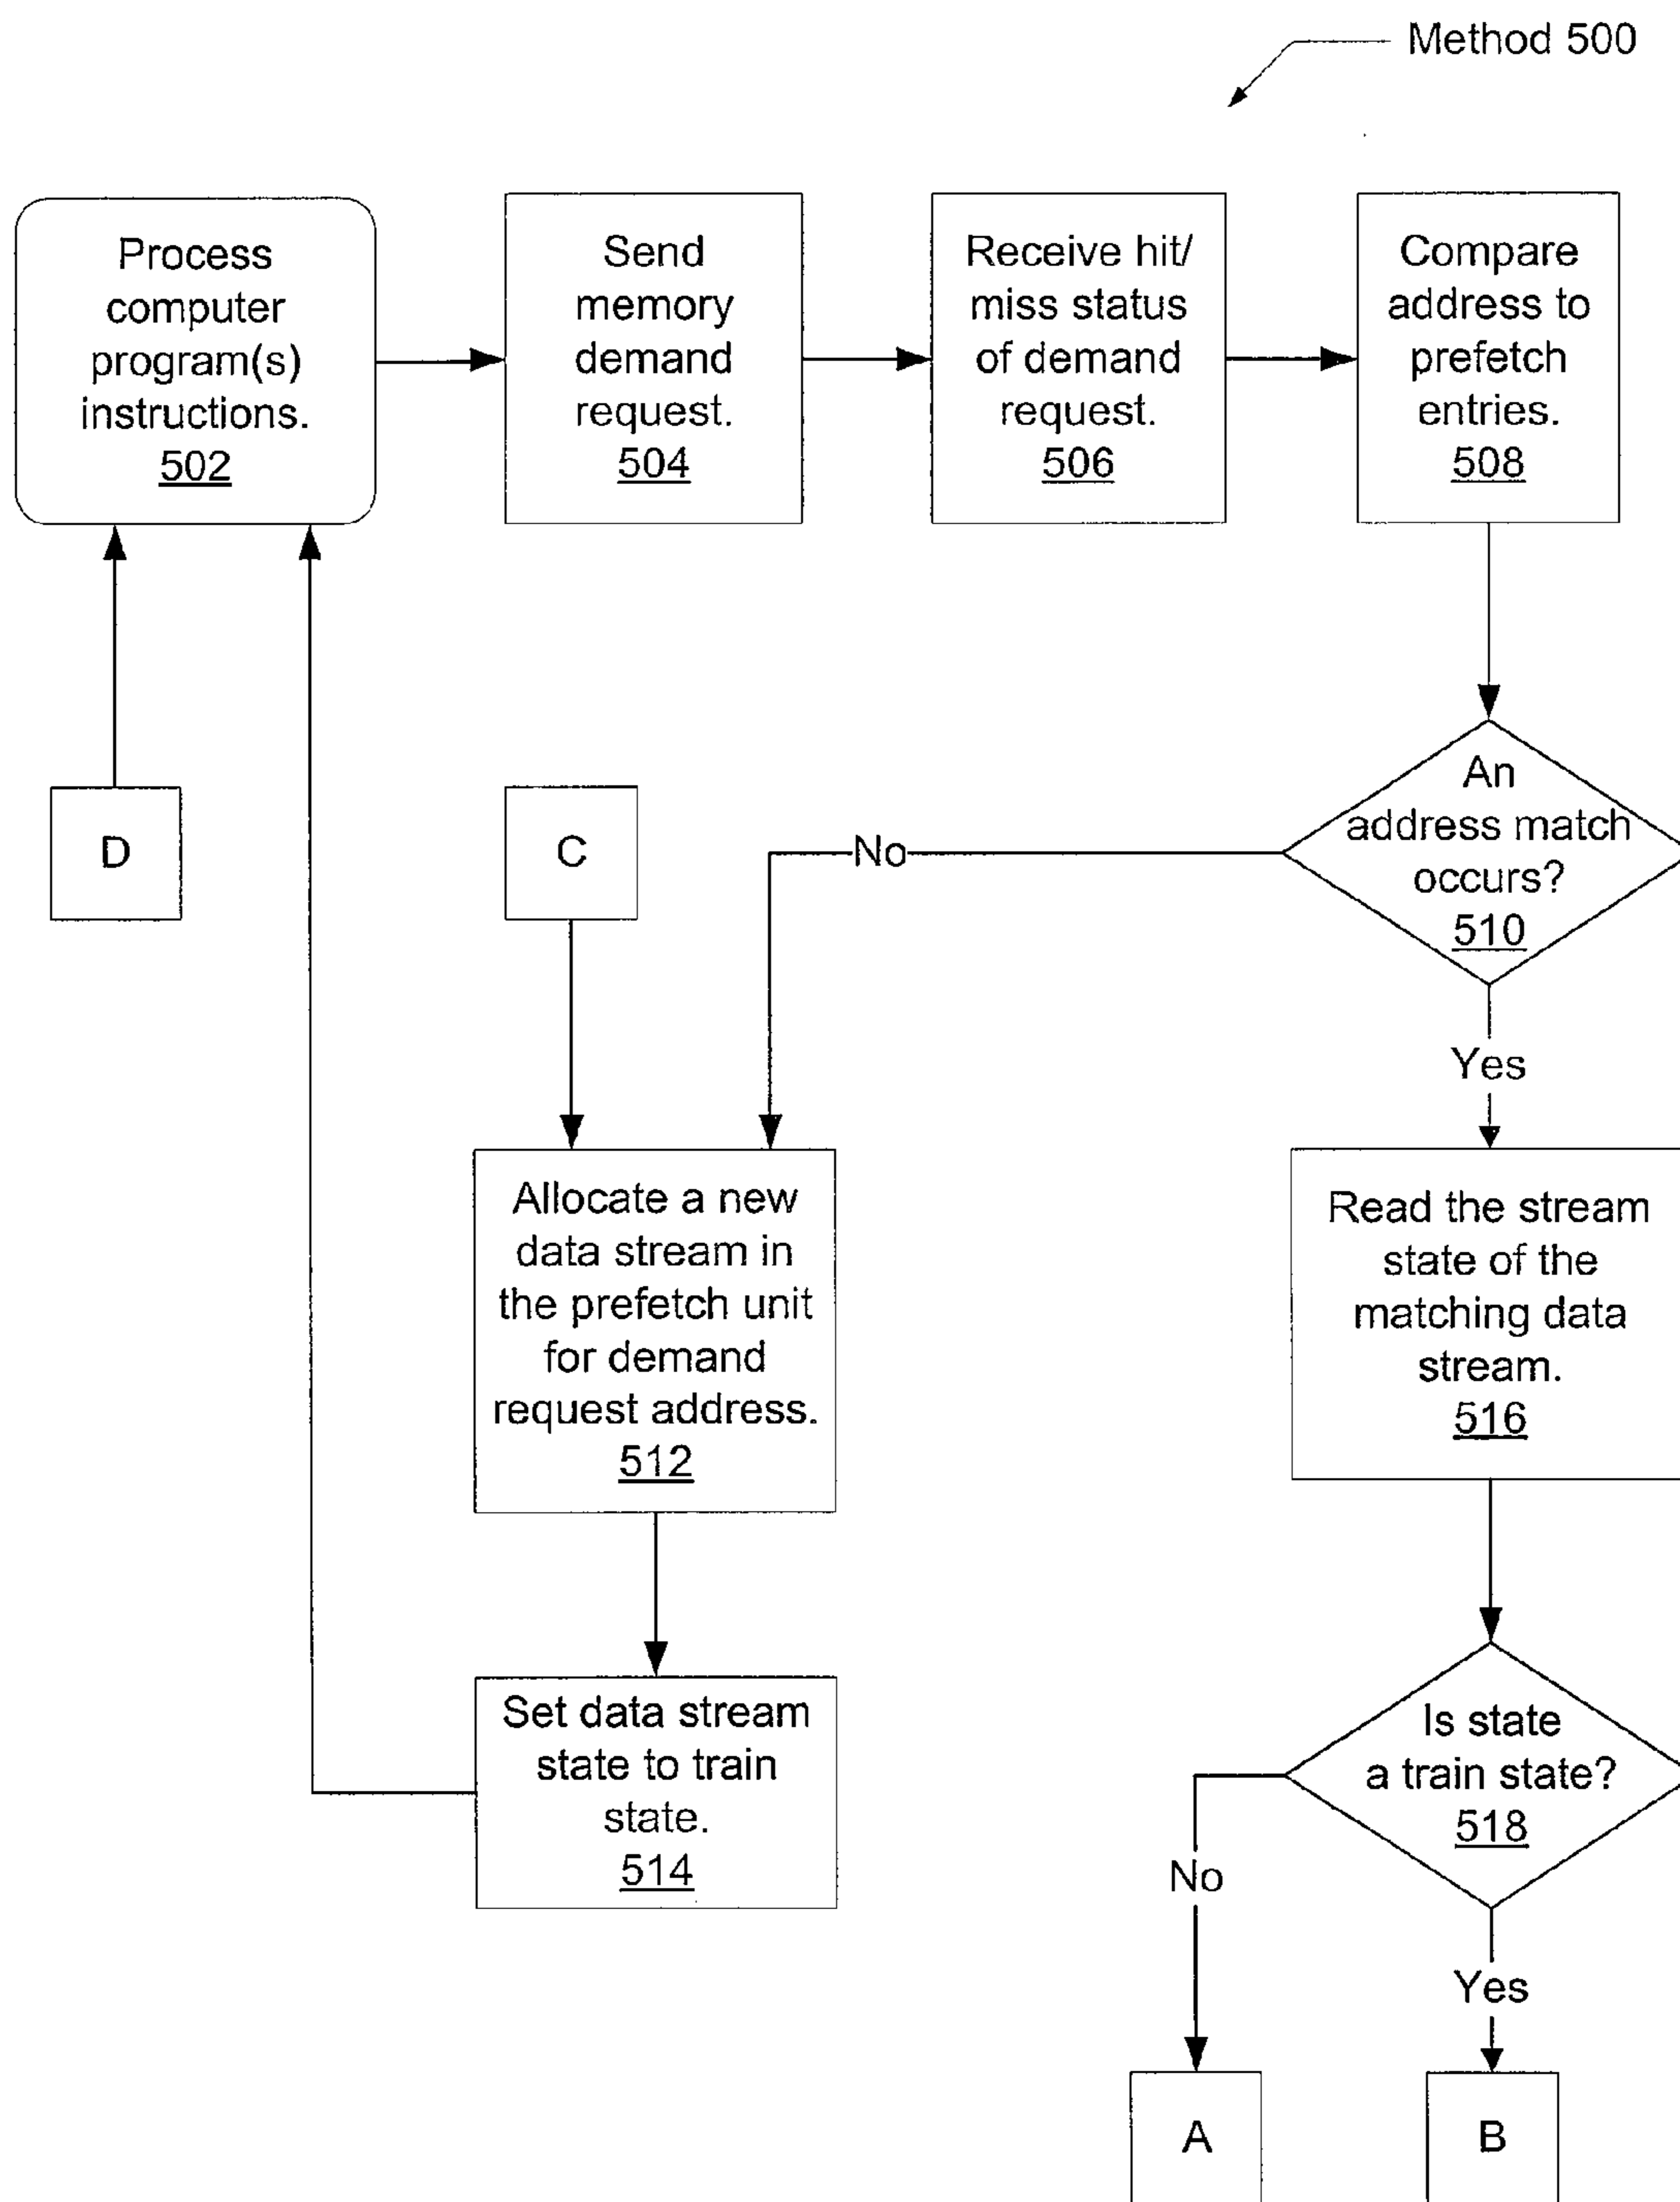 Method 500
Process
computer
program(s)
instructions.
502
Send
memory
demand
request.
504
Receive hit/
miss status
of demand
request.
506
Compare
address to
prefetch
entries.
508
An
address match
occurs?
510
D
C
No
Yes
Allocate a new
data stream in
the prefetch unit
for demand
request address.
512
Read the stream
state of the
matching data
stream.
516
Set data stream
state to train
state.
514
Is state
a train state?
518
No
Yes
A
B